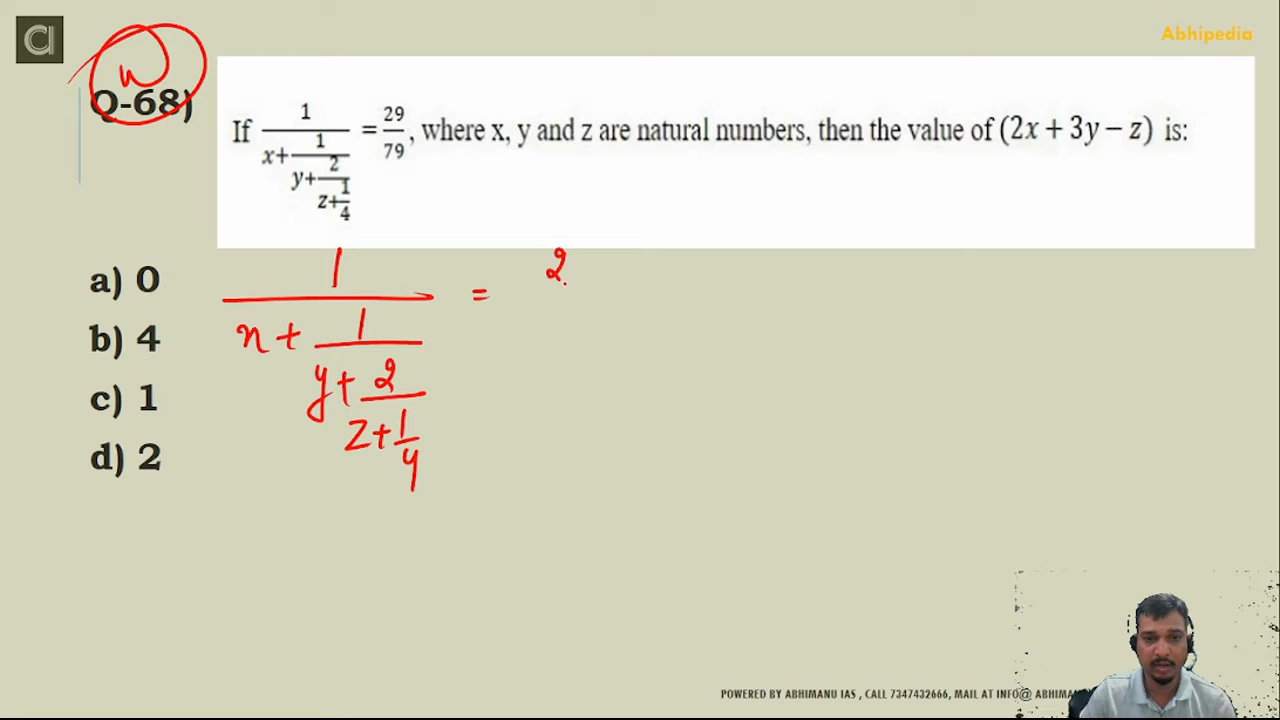 CI
Abhipedia
W
Q-68)
If 1/(x+1/(y+2/(z+1/4))) = 29/79, where x, y and z are natural numbers, then the value of (2x + 3y − z) is:
a) 0
b) 4
c) 1
d) 2
1/(x + 1/(y + 2/(z + 1/4))) = 2
POWERED BY ABHIMANU IAS , CALL 7347432666, MAIL AT INFO@ ABHIMA